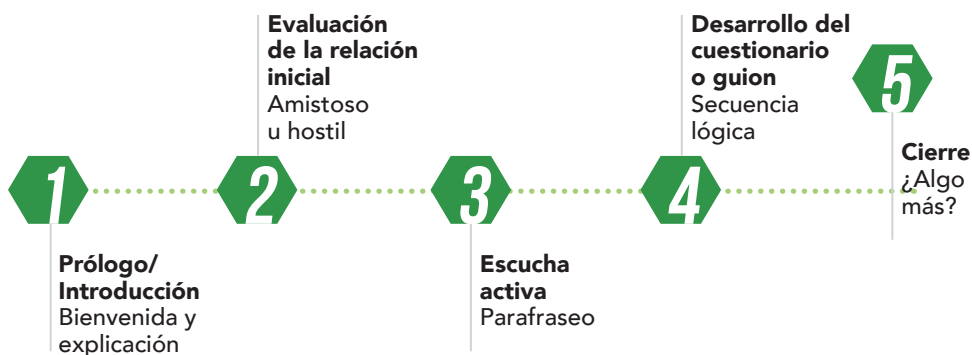 1
Prólogo/
Introducción
Bienvenida y
explicación
2
Evaluación
de la relación
inicial
Amistoso
u hostil
3
Escucha
activa
Parafraseo
4
Desarrollo del
cuestionario
o guion
Secuencia
lógica
5
Cierre
¿Algo
más?